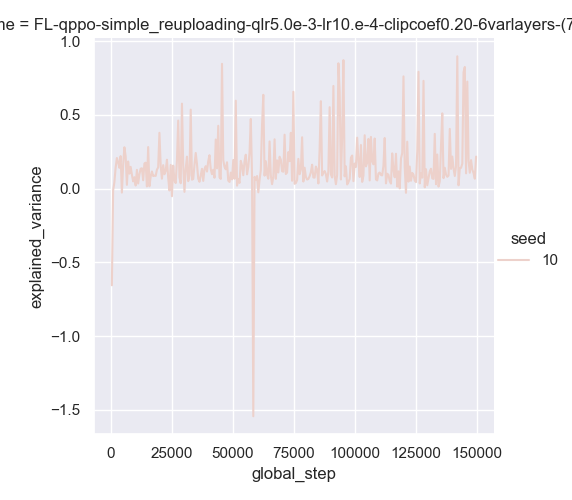 me = FL-qppo-simple_reuploading-qlr5.0e-3-lr10.e-4-clipcoef0.20-6varlayers-(7
1.0
0.5
0.0
−0.5
−1.0
−1.5
explained_variance
0 25000 50000 75000 100000 125000 150000
global_step
seed
10